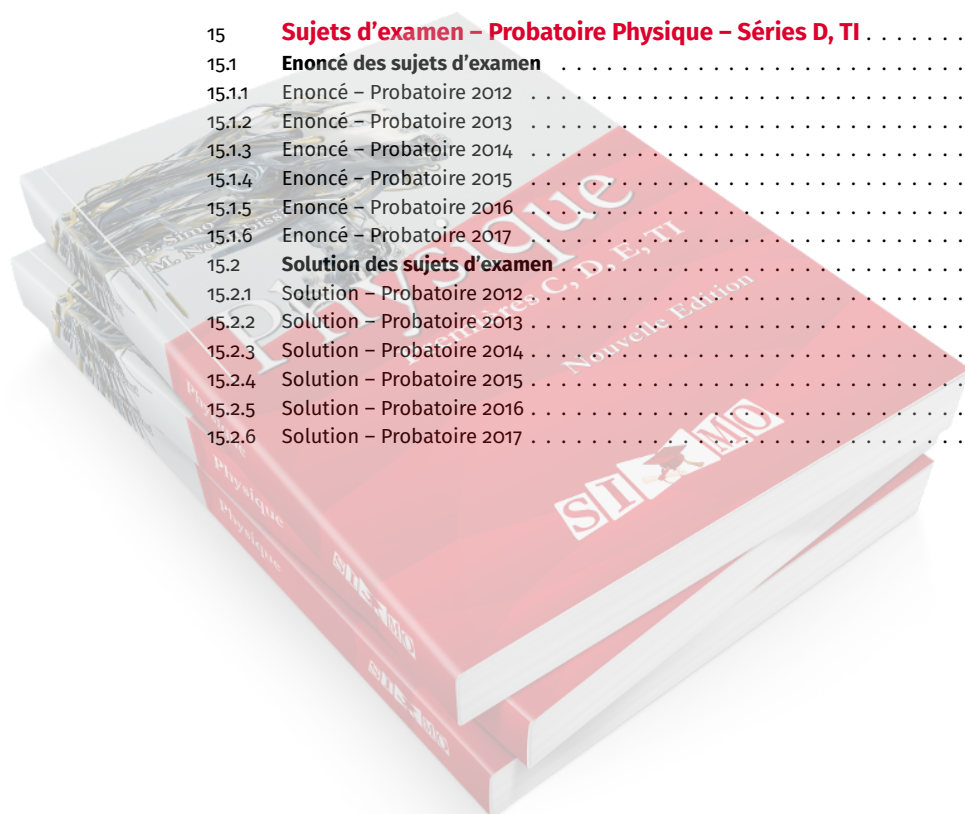 15 Sujets d'examen – Probatoire Physique – Séries D, TI . . . . . . .
15.1 Enoncé des sujets d'examen . . . . . . . . . . . . . . . . . . . . . . . . . . .
15.1.1 Enoncé – Probatoire 2012 . . . . . . . . . . . . . . . . . . . . . . . . . . . . .
15.1.2 Enoncé – Probatoire 2013 . . . . . . . . . . . . . . . . . . . . . . . . . . . . .
15.1.3 Enoncé – Probatoire 2014 . . . . . . . . . . . . . . . . . . . . . . . . . . . . .
15.1.4 Enoncé – Probatoire 2015 . . . . . . . . . . . . . . . . . . . . . . . . . . . . .
15.1.5 Enoncé – Probatoire 2016 . . . . . . . . . . . . . . . . . . . . . . . . . . . . .
15.1.6 Enoncé – Probatoire 2017 . . . . . . . . . . . . . . . . . . . . . . . . . . . . .
15.2 Solution des sujets d'examen . . . . . . . . . . . . . . . . . . . . . . . . . . .
15.2.1 Solution – Probatoire 2012 . . . . . . . . . . . . . . . . . . . . . . . . . . . . .
15.2.2 Solution – Probatoire 2013 . . . . . . . . . . . . . . . . . . . . . . . . . . . . .
15.2.3 Solution – Probatoire 2014 . . . . . . . . . . . . . . . . . . . . . . . . . . . . .
15.2.4 Solution – Probatoire 2015 . . . . . . . . . . . . . . . . . . . . . . . . . . . . .
15.2.5 Solution – Probatoire 2016 . . . . . . . . . . . . . . . . . . . . . . . . . . . . .
15.2.6 Solution – Probatoire 2017 . . . . . . . . . . . . . . . . . . . . . . . . . . . . .
Physique
Premières C, D, E, TI
Nouvelle Edition
SIMO
Physique
SIMO
Physique
SIMO